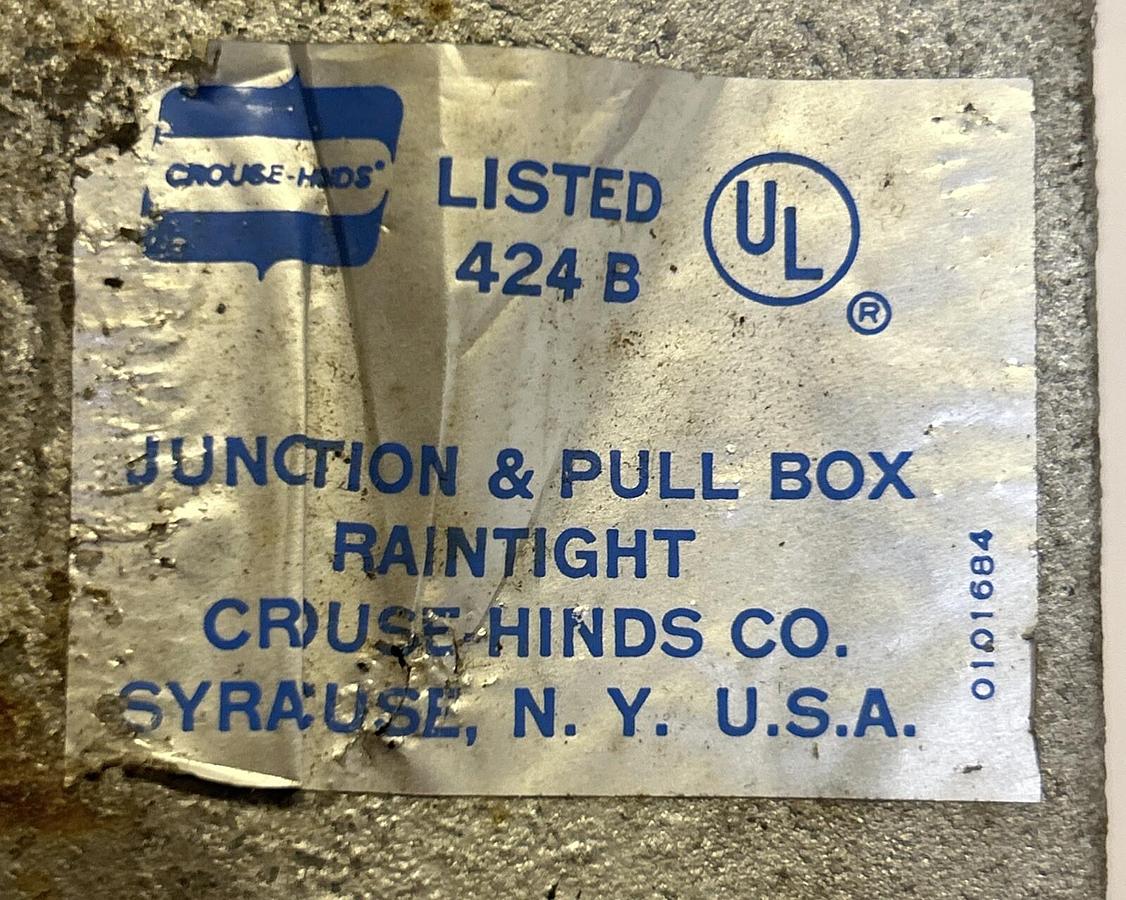 CROUSE-HINDS®
LISTED
424 B
UL
®
JUNCTION & PULL BOX
RAINTIGHT
CROUSE-HINDS CO.
SYRACUSE, N. Y. U.S.A.
0101684